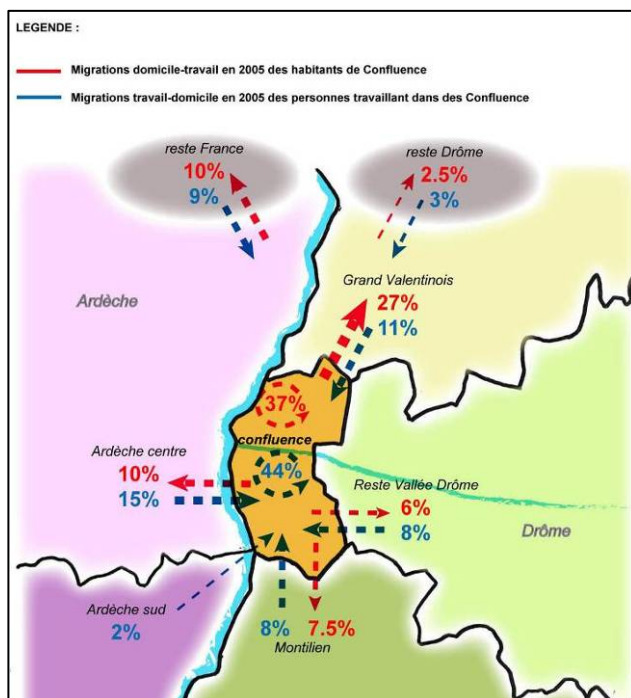 LEGENDE :
Migrations domicile-travail en 2005 des habitants de Confluence
Migrations travail-domicile en 2005 des personnes travaillant dans des Confluence
reste France
10%
9%
reste Drôme
2.5%
3%
Grand Valentinois
27%
11%
Ardèche
37%
confluence
44%
Ardèche centre
10%
15%
Reste Vallée Drôme
6%
8%
Drôme
Ardèche sud
2%
8% 7.5%
Montilien